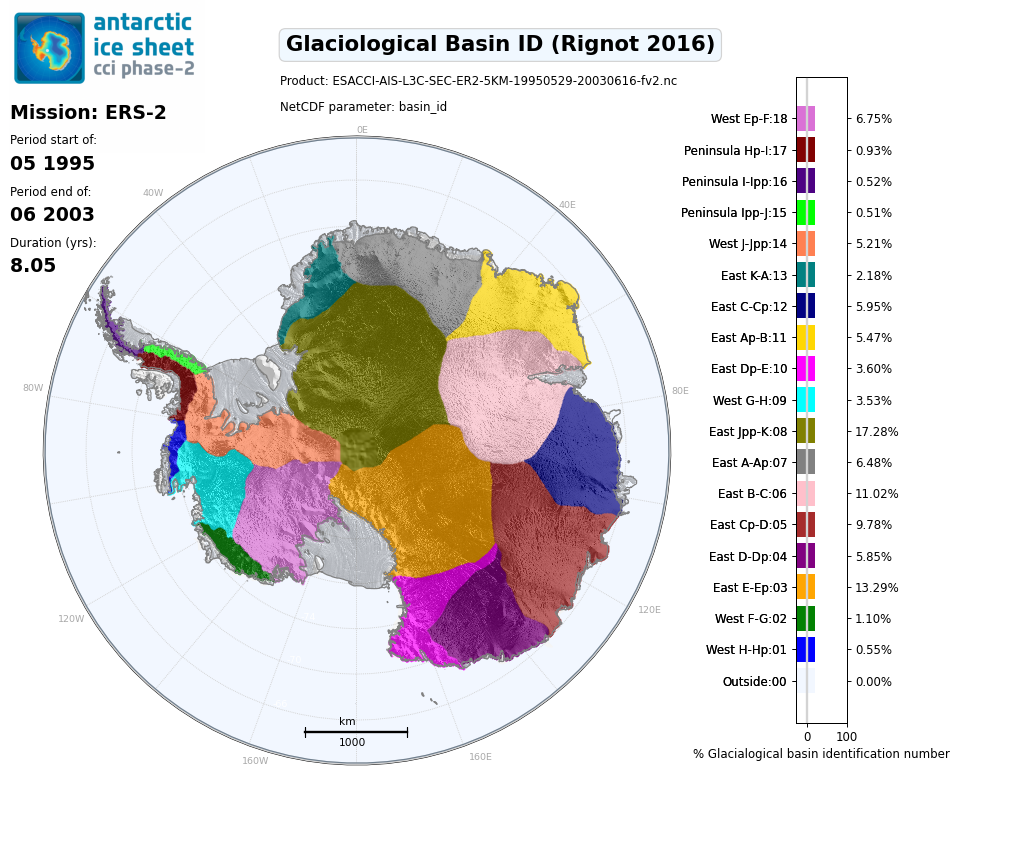 antarctic
ice sheet
cci phase-2
Glaciological Basin ID (Rignot 2016)
Product: ESACCI-AIS-L3C-SEC-ER2-5KM-19950529-20030616-fv2.nc
NetCDF parameter: basin_id
Mission: ERS-2
Period start of:
05 1995
Period end of:
06 2003
Duration (yrs):
8.05
0E
40W
40E
80W
80E
120W
120E
160W
160E
km
1000
West Ep-F:18 6.75%
Peninsula Hp-I:17 0.93%
Peninsula I-Ipp:16 0.52%
Peninsula Ipp-J:15 0.51%
West J-Jpp:14 5.21%
East K-A:13 2.18%
East C-Cp:12 5.95%
East Ap-B:11 5.47%
East Dp-E:10 3.60%
West G-H:09 3.53%
East Jpp-K:08 17.28%
East A-Ap:07 6.48%
East B-C:06 11.02%
East Cp-D:05 9.78%
East D-Dp:04 5.85%
East E-Ep:03 13.29%
West F-G:02 1.10%
West H-Hp:01 0.55%
Outside:00 0.00%
0 100
% Glacialogical basin identification number